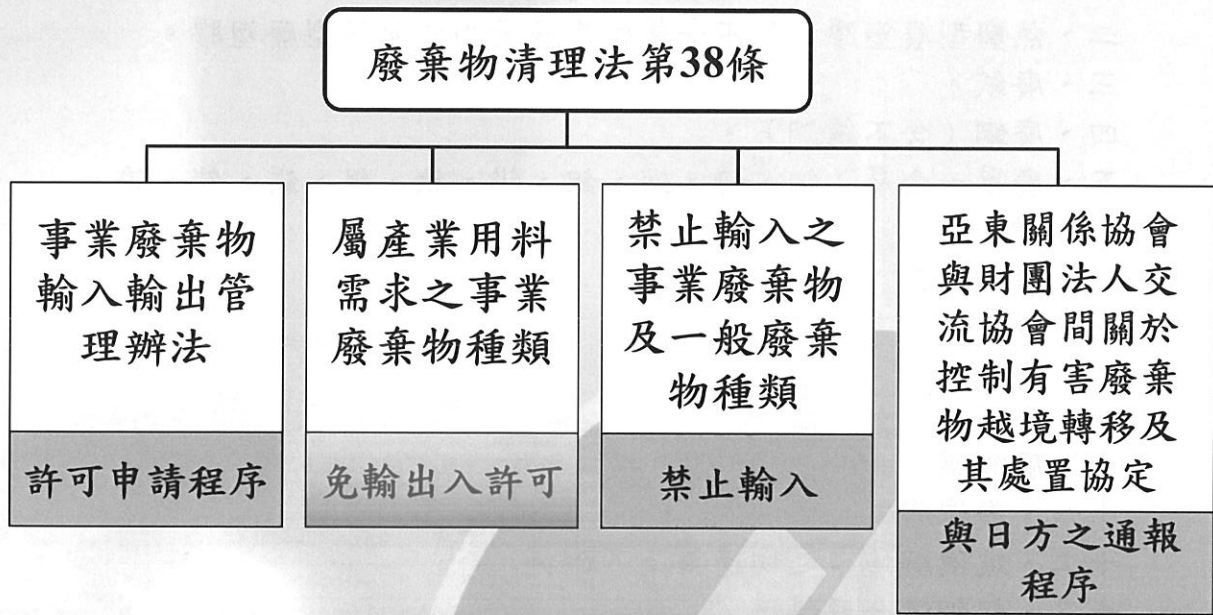 廢棄物清理法第38條
事業廢棄物
輸入輸出管
理辦法
許可申請程序
屬產業用料
需求之事業
廢棄物種類
免輸出入許可
禁止輸入之
事業廢棄物
及一般廢棄
物種類
禁止輸入
亞東關係協會
與財團法人交
流協會間關於
控制有害廢棄
物越境轉移及
其處置協定
與日方之通報
程序